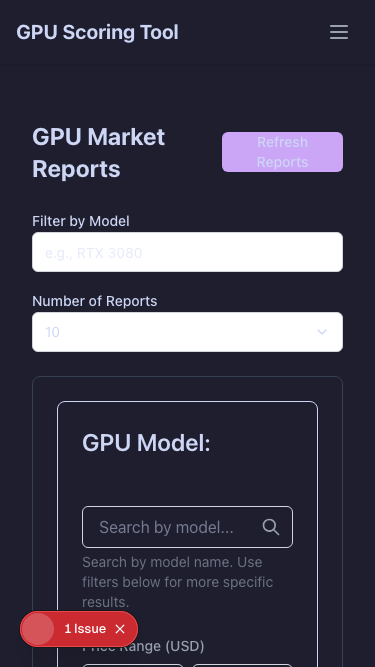 GPU Scoring Tool
GPU Market
Reports
Refresh
Reports
Filter by Model
e.g., RTX 3080
Number of Reports
10
GPU Model:
Search by model...
Search by model name. Use
filters below for more specific
results.
Price Range (USD)
1 Issue